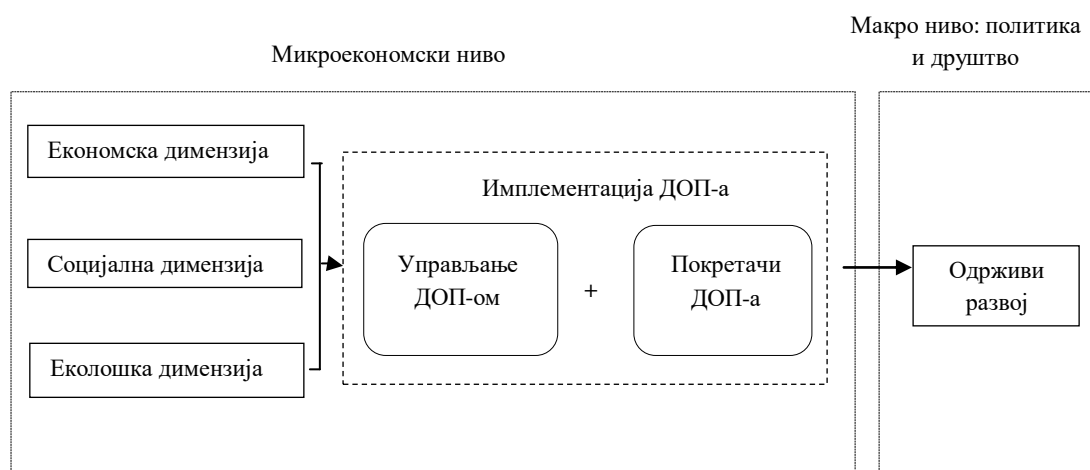 Микроекономски ниво
Макро ниво: политика
и друштво
Економска димензија
Социјална димензија
Еколошка димензија
Имплементација ДОП-а
Управљање
ДОП-ом
+
Покретачи
ДОП-а
Одрживи
развој